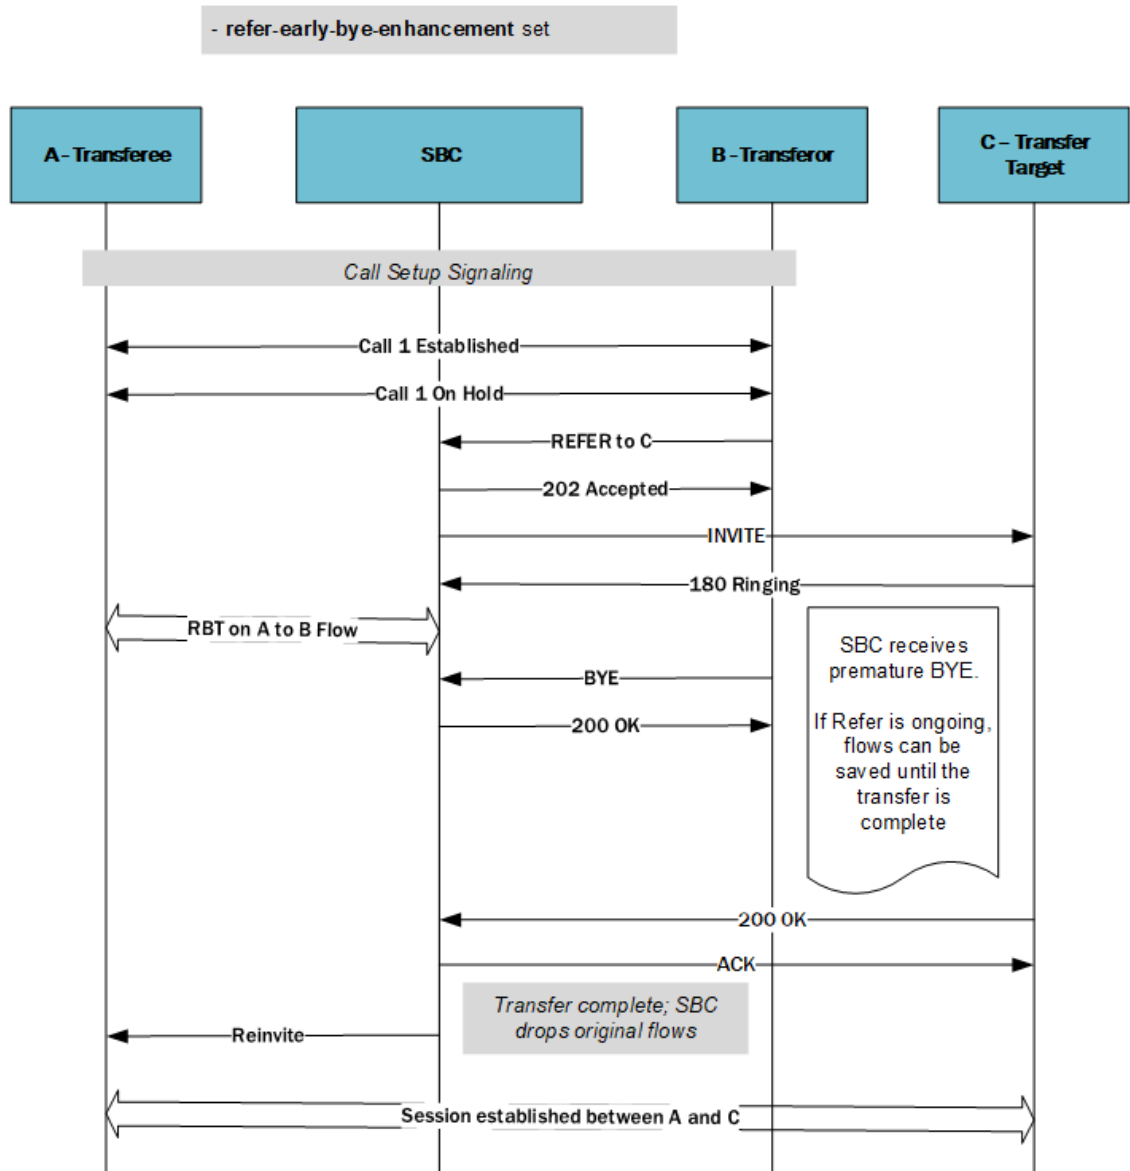 - refer-early-bye-enhancement set
A - Transferee
SBC
B - Transferor
C – Transfer
Target
Call Setup Signaling
Call 1 Established
Call 1 On Hold
REFER to C
202 Accepted
INVITE
180 Ringing
RBT on A to B Flow
SBC receives
premature BYE.
If Refer is ongoing,
flows can be
saved until the
transfer is
complete
BYE
200 OK
200 OK
ACK
Transfer complete; SBC
drops original flows
Reinvite
Session established between A and C